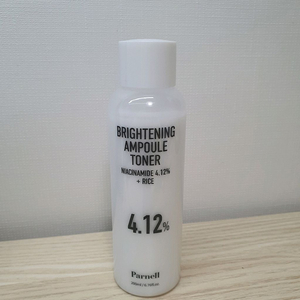 BRIGHTENING
AMPOULE
TONER
NIACINAMIDE 4.12%
+ RICE
4.12%
Parnell